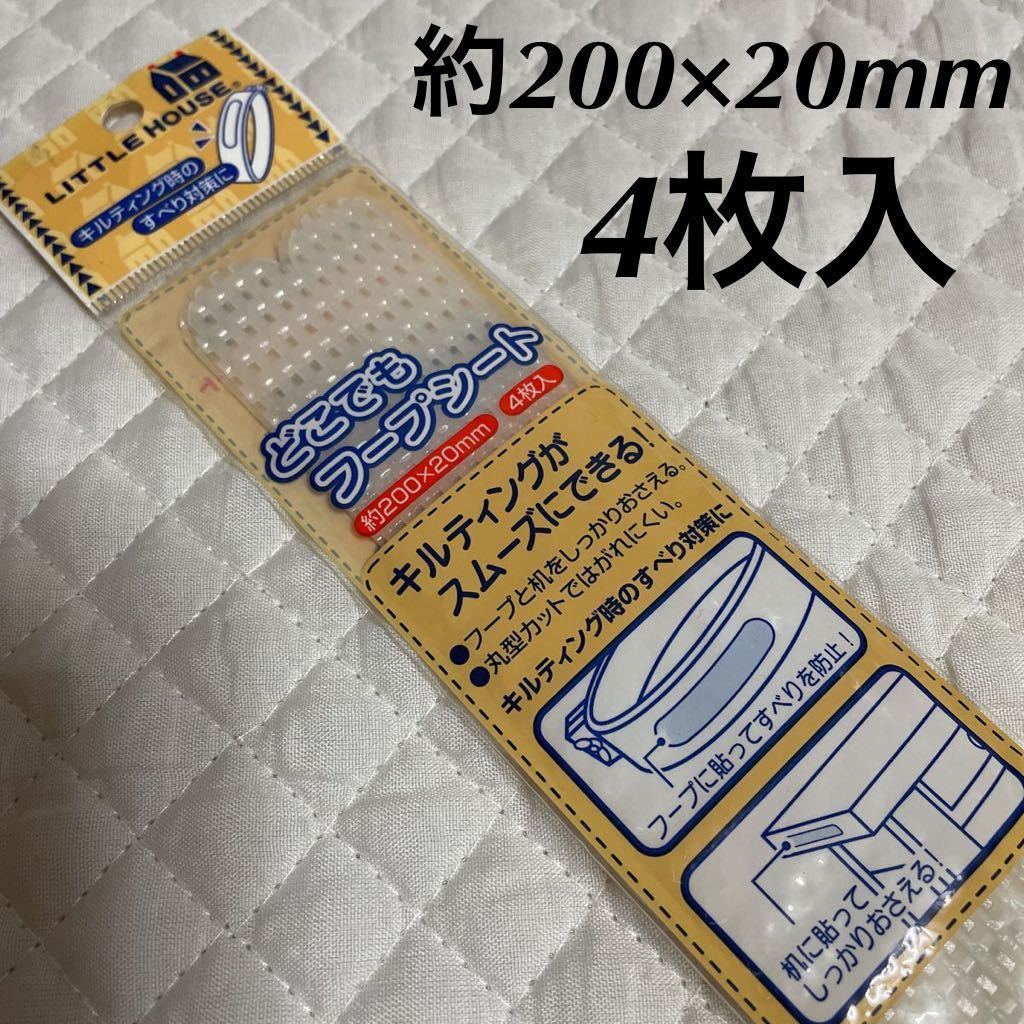 約200×20mm
4枚入
LITTLE HOUSE®
キルティング時の
すべり対策に
どこでも
フープシート
約200×20mm
4枚入
キルティングが
スムーズにできる!
●フープと机をしっかりおさえる。
●丸型カットではがれにくい。
キルティング時のすべり対策に
フープに貼ってすべりを防止!
机に貼って
しっかりおさえる!